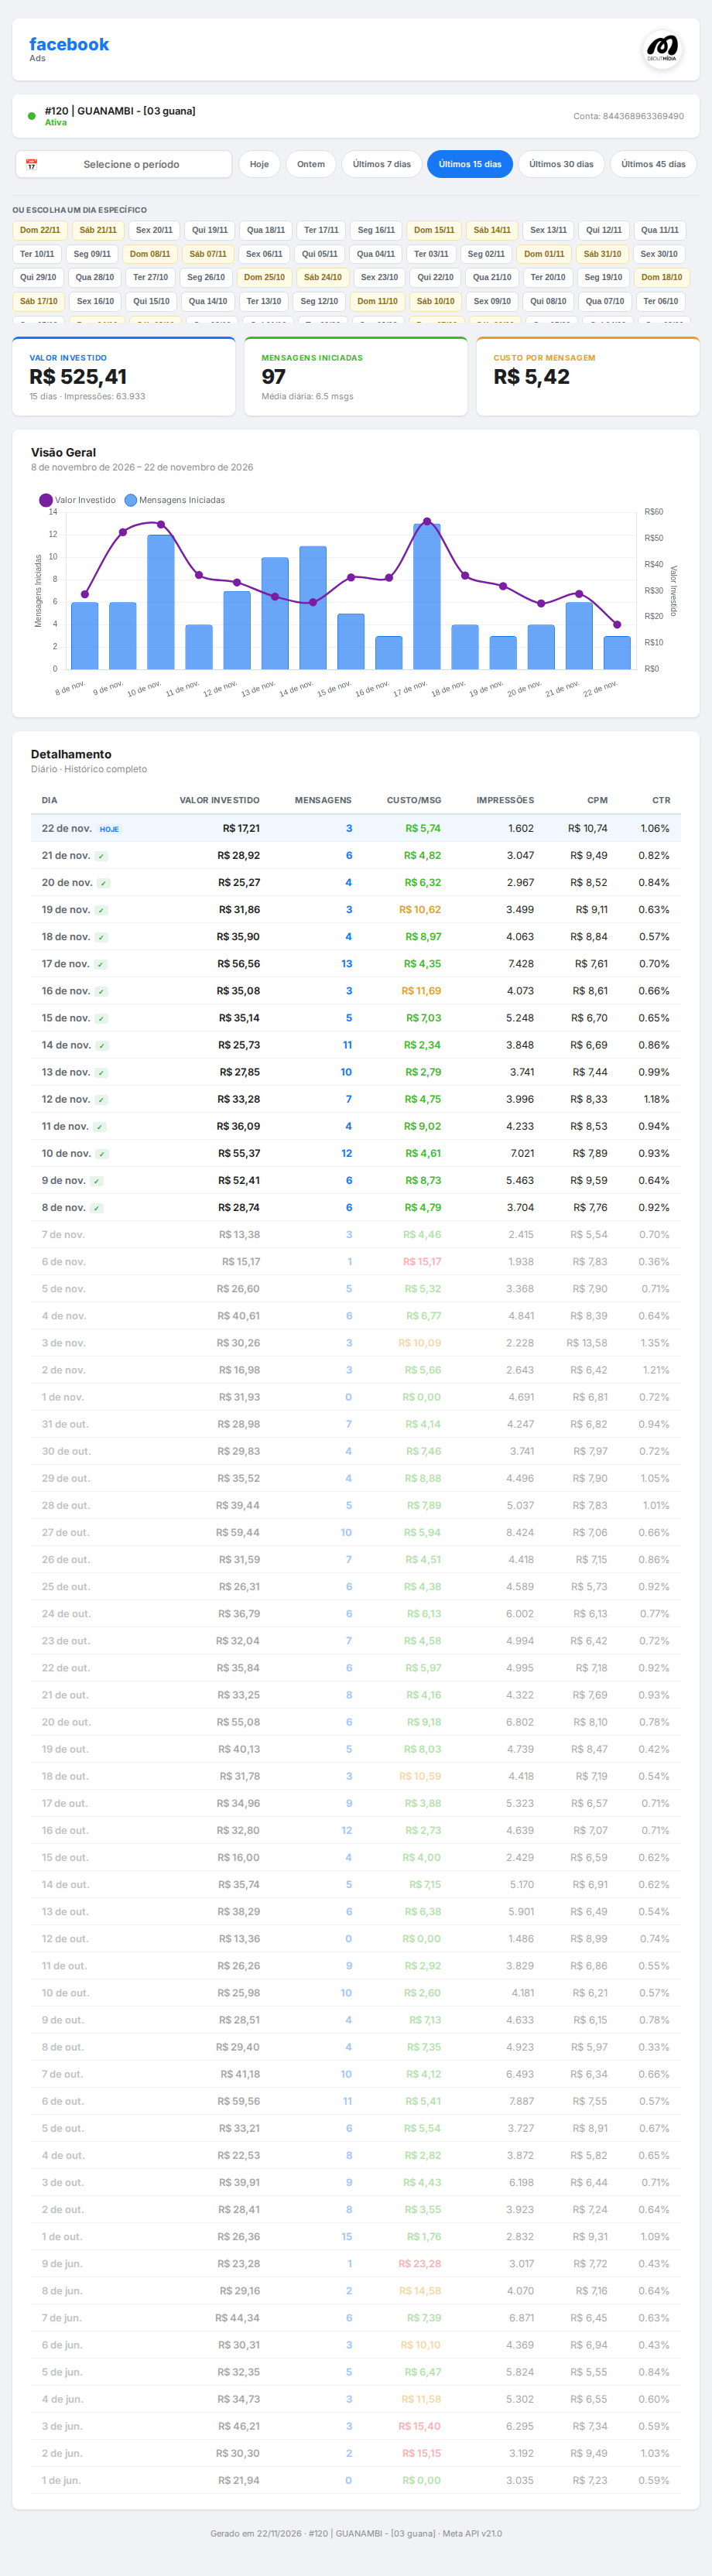 facebook
Ads
DBOUTMÍDIA
#120 | GUANAMBI - [03 guana]
Ativa
Conta: 844368963369490
Selecione o período
Hoje
Ontem
Últimos 7 dias
Últimos 15 dias
Últimos 30 dias
Últimos 45 dias
OU ESCOLHA UM DIA ESPECÍFICO
Dom 22/11 Sáb 21/11 Sex 20/11 Qui 19/11 Qua 18/11 Ter 17/11 Seg 16/11 Dom 15/11 Sáb 14/11 Sex 13/11 Qui 12/11 Qua 11/11
Ter 10/11 Seg 09/11 Dom 08/11 Sáb 07/11 Sex 06/11 Qui 05/11 Qua 04/11 Ter 03/11 Seg 02/11 Dom 01/11 Sáb 31/10 Sex 30/10
Qui 29/10 Qua 28/10 Ter 27/10 Seg 26/10 Dom 25/10 Sáb 24/10 Sex 23/10 Qui 22/10 Qua 21/10 Ter 20/10 Seg 19/10 Dom 18/10
Sáb 17/10 Sex 16/10 Qui 15/10 Qua 14/10 Ter 13/10 Seg 12/10 Dom 11/10 Sáb 10/10 Sex 09/10 Qui 08/10 Qua 07/10 Ter 06/10
VALOR INVESTIDO
R$ 525,41
15 dias · Impressões: 63.933
MENSAGENS INICIADAS
97
Média diária: 6.5 msgs
CUSTO POR MENSAGEM
R$ 5,42
Visão Geral
8 de novembro de 2026 – 22 de novembro de 2026
Valor Investido Mensagens Iniciadas
Mensagens Iniciadas
14
12
10
8
6
4
2
0
R$60
R$50
R$40
R$30
R$20
R$10
R$0
Valor Investido
8 de nov. 9 de nov. 10 de nov. 11 de nov. 12 de nov. 13 de nov. 14 de nov. 15 de nov. 16 de nov. 17 de nov. 18 de nov. 19 de nov. 20 de nov. 21 de nov. 22 de nov.
Detalhamento
Diário · Histórico completo
DIA VALOR INVESTIDO MENSAGENS CUSTO/MSG IMPRESSÕES CPM CTR
22 de nov. HOJE R$ 17,21 3 R$ 5,74 1.602 R$ 10,74 1.06%
21 de nov. ✓ R$ 28,92 6 R$ 4,82 3.047 R$ 9,49 0.82%
20 de nov. ✓ R$ 25,27 4 R$ 6,32 2.967 R$ 8,52 0.84%
19 de nov. ✓ R$ 31,86 3 R$ 10,62 3.499 R$ 9,11 0.63%
18 de nov. ✓ R$ 35,90 4 R$ 8,97 4.063 R$ 8,84 0.57%
17 de nov. ✓ R$ 56,56 13 R$ 4,35 7.428 R$ 7,61 0.70%
16 de nov. ✓ R$ 35,08 3 R$ 11,69 4.073 R$ 8,61 0.66%
15 de nov. ✓ R$ 35,14 5 R$ 7,03 5.248 R$ 6,70 0.65%
14 de nov. ✓ R$ 25,73 11 R$ 2,34 3.848 R$ 6,69 0.86%
13 de nov. ✓ R$ 27,85 10 R$ 2,79 3.741 R$ 7,44 0.99%
12 de nov. ✓ R$ 33,28 7 R$ 4,75 3.996 R$ 8,33 1.18%
11 de nov. ✓ R$ 36,09 4 R$ 9,02 4.233 R$ 8,53 0.94%
10 de nov. ✓ R$ 55,37 12 R$ 4,61 7.021 R$ 7,89 0.93%
9 de nov. ✓ R$ 52,41 6 R$ 8,73 5.463 R$ 9,59 0.64%
8 de nov. ✓ R$ 28,74 6 R$ 4,79 3.704 R$ 7,76 0.92%
7 de nov. R$ 13,38 3 R$ 4,46 2.415 R$ 5,54 0.70%
6 de nov. R$ 15,17 1 R$ 15,17 1.938 R$ 7,83 0.36%
5 de nov. R$ 26,60 5 R$ 5,32 3.368 R$ 7,90 0.71%
4 de nov. R$ 40,61 6 R$ 6,77 4.841 R$ 8,39 0.64%
3 de nov. R$ 30,26 3 R$ 10,09 2.228 R$ 13,58 1.35%
2 de nov. R$ 16,98 3 R$ 5,66 2.643 R$ 6,42 1.21%
1 de nov. R$ 31,93 0 R$ 0,00 4.691 R$ 6,81 0.72%
31 de out. R$ 28,98 7 R$ 4,14 4.247 R$ 6,82 0.94%
30 de out. R$ 29,83 4 R$ 7,46 3.741 R$ 7,97 0.72%
29 de out. R$ 35,52 4 R$ 8,88 4.496 R$ 7,90 1.05%
28 de out. R$ 39,44 5 R$ 7,89 5.037 R$ 7,83 1.01%
27 de out. R$ 59,44 10 R$ 5,94 8.424 R$ 7,06 0.66%
26 de out. R$ 31,59 7 R$ 4,51 4.418 R$ 7,15 0.86%
25 de out. R$ 26,31 6 R$ 4,38 4.589 R$ 5,73 0.92%
24 de out. R$ 36,79 6 R$ 6,13 6.002 R$ 6,13 0.77%
23 de out. R$ 32,04 7 R$ 4,58 4.994 R$ 6,42 0.72%
22 de out. R$ 35,84 6 R$ 5,97 4.995 R$ 7,18 0.92%
21 de out. R$ 33,25 8 R$ 4,16 4.322 R$ 7,69 0.93%
20 de out. R$ 55,08 6 R$ 9,18 6.802 R$ 8,10 0.78%
19 de out. R$ 40,13 5 R$ 8,03 4.739 R$ 8,47 0.42%
18 de out. R$ 31,78 3 R$ 10,59 4.418 R$ 7,19 0.54%
17 de out. R$ 34,96 9 R$ 3,88 5.323 R$ 6,57 0.71%
16 de out. R$ 32,80 12 R$ 2,73 4.639 R$ 7,07 0.71%
15 de out. R$ 16,00 4 R$ 4,00 2.429 R$ 6,59 0.62%
14 de out. R$ 35,74 5 R$ 7,15 5.170 R$ 6,91 0.62%
13 de out. R$ 38,29 6 R$ 6,38 5.901 R$ 6,49 0.54%
12 de out. R$ 13,36 0 R$ 0,00 1.486 R$ 8,99 0.74%
11 de out. R$ 26,26 9 R$ 2,92 3.829 R$ 6,86 0.55%
10 de out. R$ 25,98 10 R$ 2,60 4.181 R$ 6,21 0.57%
9 de out. R$ 28,51 4 R$ 7,13 4.633 R$ 6,15 0.78%
8 de out. R$ 29,40 4 R$ 7,35 4.923 R$ 5,97 0.33%
7 de out. R$ 41,18 10 R$ 4,12 6.493 R$ 6,34 0.66%
6 de out. R$ 59,56 11 R$ 5,41 7.887 R$ 7,55 0.57%
5 de out. R$ 33,21 6 R$ 5,54 3.727 R$ 8,91 0.67%
4 de out. R$ 22,53 8 R$ 2,82 3.872 R$ 5,82 0.65%
3 de out. R$ 39,91 9 R$ 4,43 6.198 R$ 6,44 0.71%
2 de out. R$ 28,41 8 R$ 3,55 3.923 R$ 7,24 0.64%
1 de out. R$ 26,36 15 R$ 1,76 2.832 R$ 9,31 1.09%
9 de jun. R$ 23,28 1 R$ 23,28 3.017 R$ 7,72 0.43%
8 de jun. R$ 29,16 2 R$ 14,58 4.070 R$ 7,16 0.64%
7 de jun. R$ 44,34 6 R$ 7,39 6.871 R$ 6,45 0.63%
6 de jun. R$ 30,31 3 R$ 10,10 4.369 R$ 6,94 0.43%
5 de jun. R$ 32,35 5 R$ 6,47 5.824 R$ 5,55 0.84%
4 de jun. R$ 34,73 3 R$ 11,58 5.302 R$ 6,55 0.60%
3 de jun. R$ 46,21 3 R$ 15,40 6.295 R$ 7,34 0.59%
2 de jun. R$ 30,30 2 R$ 15,15 3.192 R$ 9,49 1.03%
1 de jun. R$ 21,94 0 R$ 0,00 3.035 R$ 7,23 0.59%
Gerado em 22/11/2026 · #120 | GUANAMBI - [03 guana] · Meta API v21.0